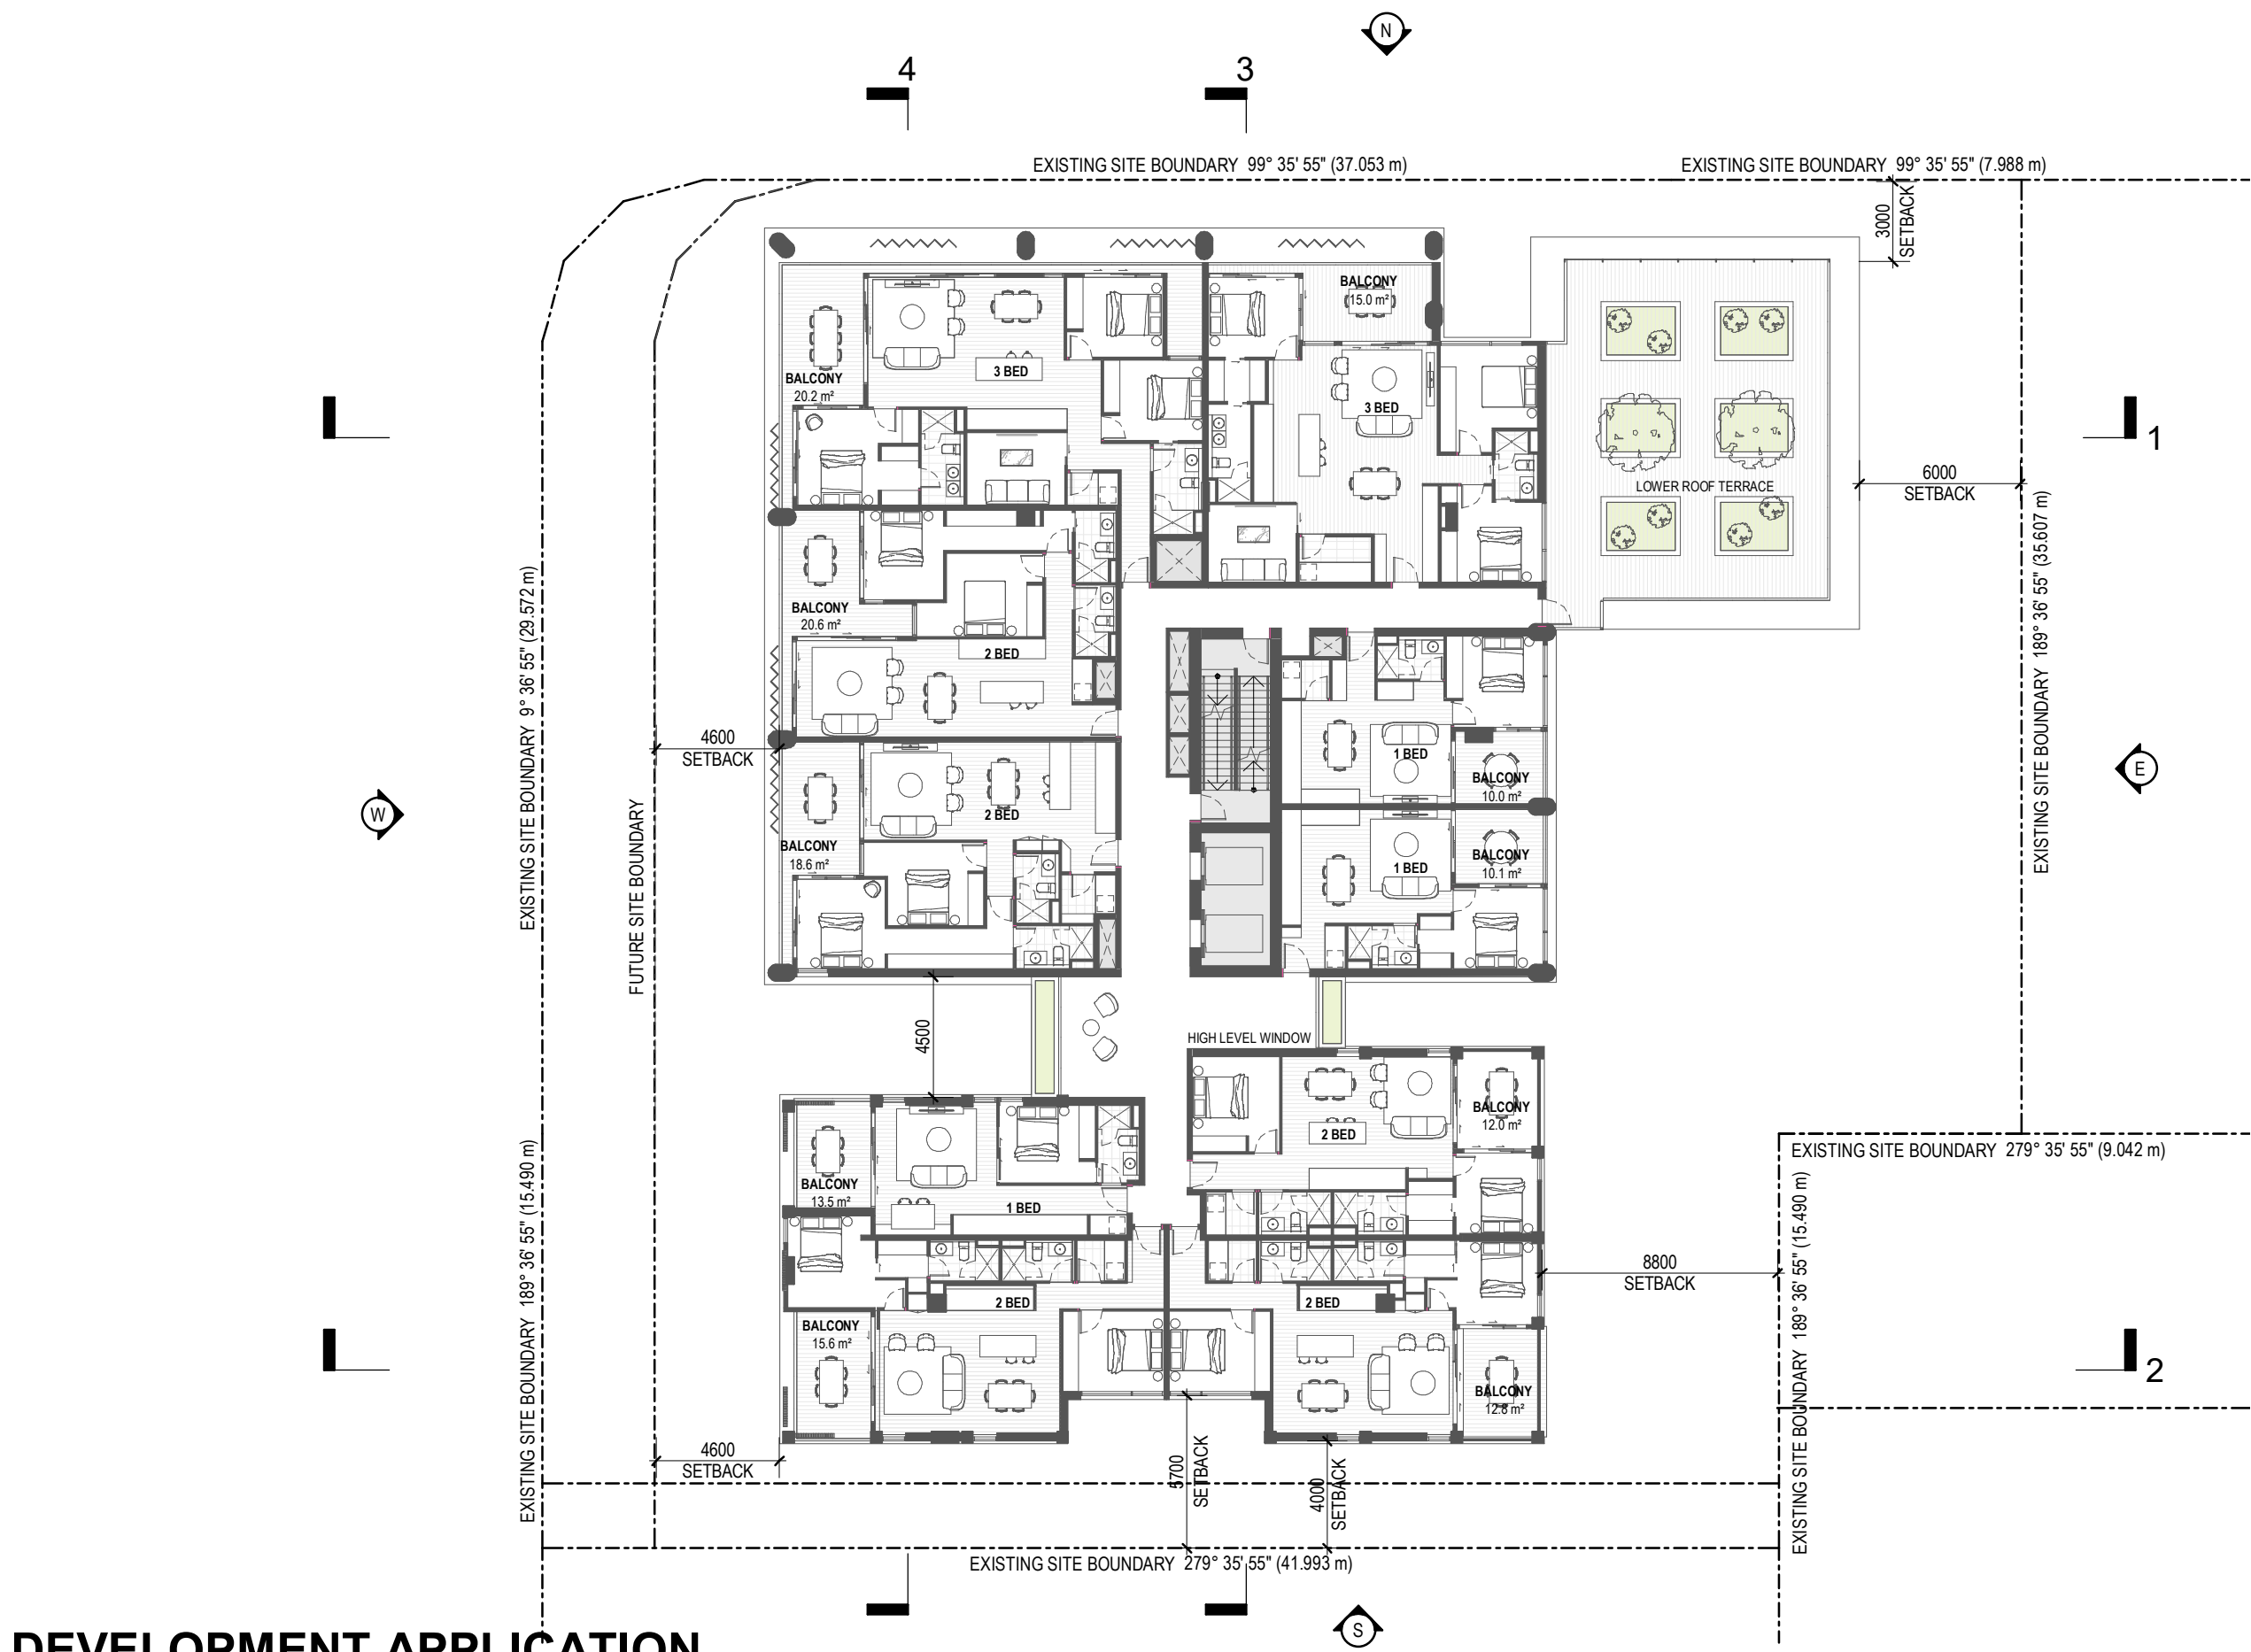 N
4
3
EXISTING SITE BOUNDARY 99° 35' 55" (37.053 m)
EXISTING SITE BOUNDARY 99° 35' 55" (7.988 m)
3000
SETBACK
BALCONY
15.0 m²
3 BED
BALCONY
20.2 m²
3 BED
LOWER ROOF TERRACE
1
6000
SETBACK
EXISTING SITE BOUNDARY 189° 36' 55" (35.607 m)
EXISTING SITE BOUNDARY 9° 36' 55" (29.572 m)
BALCONY
20.6 m²
2 BED
4600
SETBACK
FUTURE SITE BOUNDARY
W
E
1 BED
BALCONY
10.0 m²
2 BED
BALCONY
18.6 m²
1 BED
BALCONY
10.1 m²
4500
HIGH LEVEL WINDOW
2 BED
BALCONY
12.0 m²
EXISTING SITE BOUNDARY 279° 35' 55" (9.042 m)
EXISTING SITE BOUNDARY 189° 36' 55" (15.490 m)
BALCONY
13.5 m²
1 BED
EXISTING SITE BOUNDARY 189° 36' 55" (15.490 m)
8800
SETBACK
2 BED
2 BED
BALCONY
15.6 m²
BALCONY
12.8 m²
2
4600
SETBACK
5700
SETBACK
4000
SETBACK
EXISTING SITE BOUNDARY 279° 35' 55" (41.993 m)
S
DEVELOPMENT APPLICATION